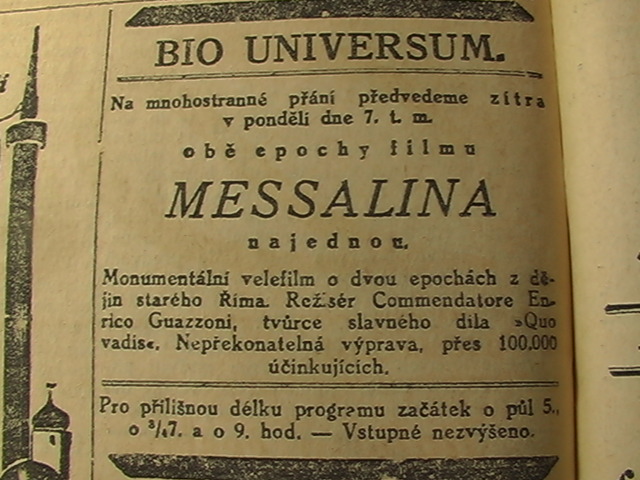 BIO UNIVERSUM.
Na mnohostranné přání předvedeme zítra
v pondělí dne 7. t. m.
obě epochy filmu
MESSALINA
najednou.
Monumentální velefilm o dvou epochách z dě-
jin starého Říma. Režisér Commendatore En-
rico Guazzoni, tvůrce slavného díla »Quo
vadis«. Nepřekonatelná výprava, přes 100.000
účinkujících.
Pro přílišnou délku programu začátek o půl 5.,
o ³/₄7. a o 9. hod. — Vstupné nezvýšeno.